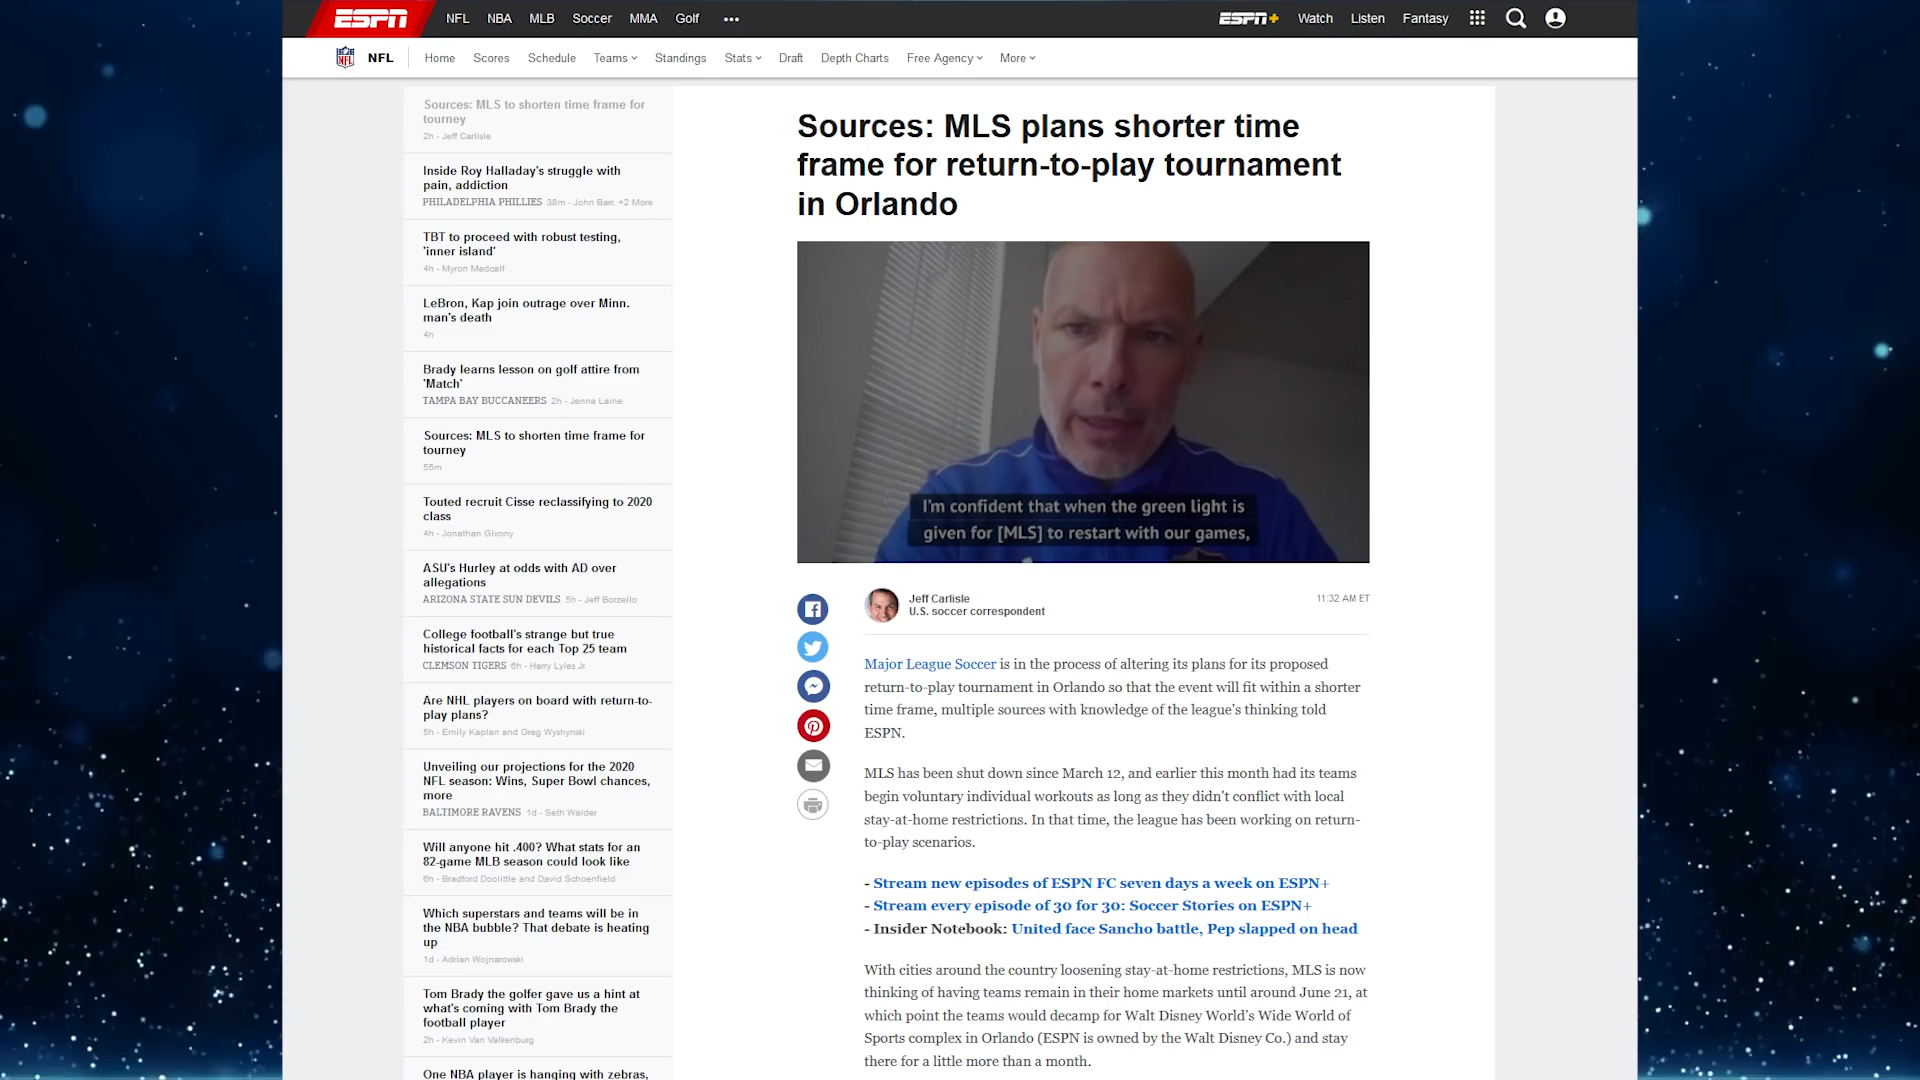 ESPN NFL NBA MLB Soccer MMA Golf ••• ESPN+ Watch Listen Fantasy
NFL NFL Home Scores Schedule Teams Standings Stats Draft Depth Charts Free Agency More
Sources: MLS to shorten time frame for
tourney
2h - Jeff Carlisle
Inside Roy Halladay's struggle with
pain, addiction
PHILADELPHIA PHILLIES 38m - John Barr, +2 More
TBT to proceed with robust testing,
'inner island'
4h - Myron Medcalf
LeBron, Kap join outrage over Minn.
man's death
4h
Brady learns lesson on golf attire from
'Match'
TAMPA BAY BUCCANEERS 2h - Jenna Laine
Sources: MLS to shorten time frame for
tourney
55m
Touted recruit Cisse reclassifying to 2020
class
4h - Jonathan Givony
ASU's Hurley at odds with AD over
allegations
ARIZONA STATE SUN DEVILS 5h - Jeff Borzello
College football's strange but true
historical facts for each Top 25 team
CLEMSON TIGERS 6h - Harry Lyles Jr.
Are NHL players on board with return-to-
play plans?
5h - Emily Kaplan and Greg Wyshynski
Unveiling our projections for the 2020
NFL season: Wins, Super Bowl chances,
more
BALTIMORE RAVENS 1d - Seth Walder
Will anyone hit .400? What stats for an
82-game MLB season could look like
6h - Bradford Doolittle and David Schoenfield
Which superstars and teams will be in
the NBA bubble? That debate is heating
up
1d - Adrian Wojnarowski
Tom Brady the golfer gave us a hint at
what's coming with Tom Brady the
football player
2h - Kevin Van Valkenburg
One NBA player is hanging with zebras,
Sources: MLS plans shorter time
frame for return-to-play tournament
in Orlando
I'm confident that when the green light is
given for [MLS] to restart with our games,
Jeff Carlisle
U.S. soccer correspondent
11:32 AM ET
Major League Soccer is in the process of altering its plans for its proposed
return-to-play tournament in Orlando so that the event will fit within a shorter
time frame, multiple sources with knowledge of the league's thinking told
ESPN.
MLS has been shut down since March 12, and earlier this month had its teams
begin voluntary individual workouts as long as they didn't conflict with local
stay-at-home restrictions. In that time, the league has been working on return-
to-play scenarios.
- Stream new episodes of ESPN FC seven days a week on ESPN+
- Stream every episode of 30 for 30: Soccer Stories on ESPN+
- Insider Notebook: United face Sancho battle, Pep slapped on head
With cities around the country loosening stay-at-home restrictions, MLS is now
thinking of having teams remain in their home markets until around June 21, at
which point the teams would decamp for Walt Disney World's Wide World of
Sports complex in Orlando (ESPN is owned by the Walt Disney Co.) and stay
there for a little more than a month.